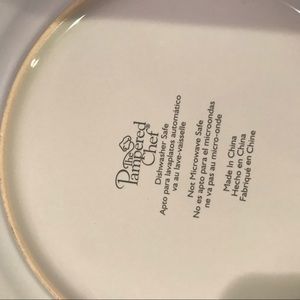 The
Pampered
Chef®
Dishwasher Safe
Apto para lavaplatos automático
va au lave-vaisselle
Not Microwave Safe
No es apto para el microondas
ne va pas au micro-onde
Made In China
Hecho en China
Fabriqué en Chine